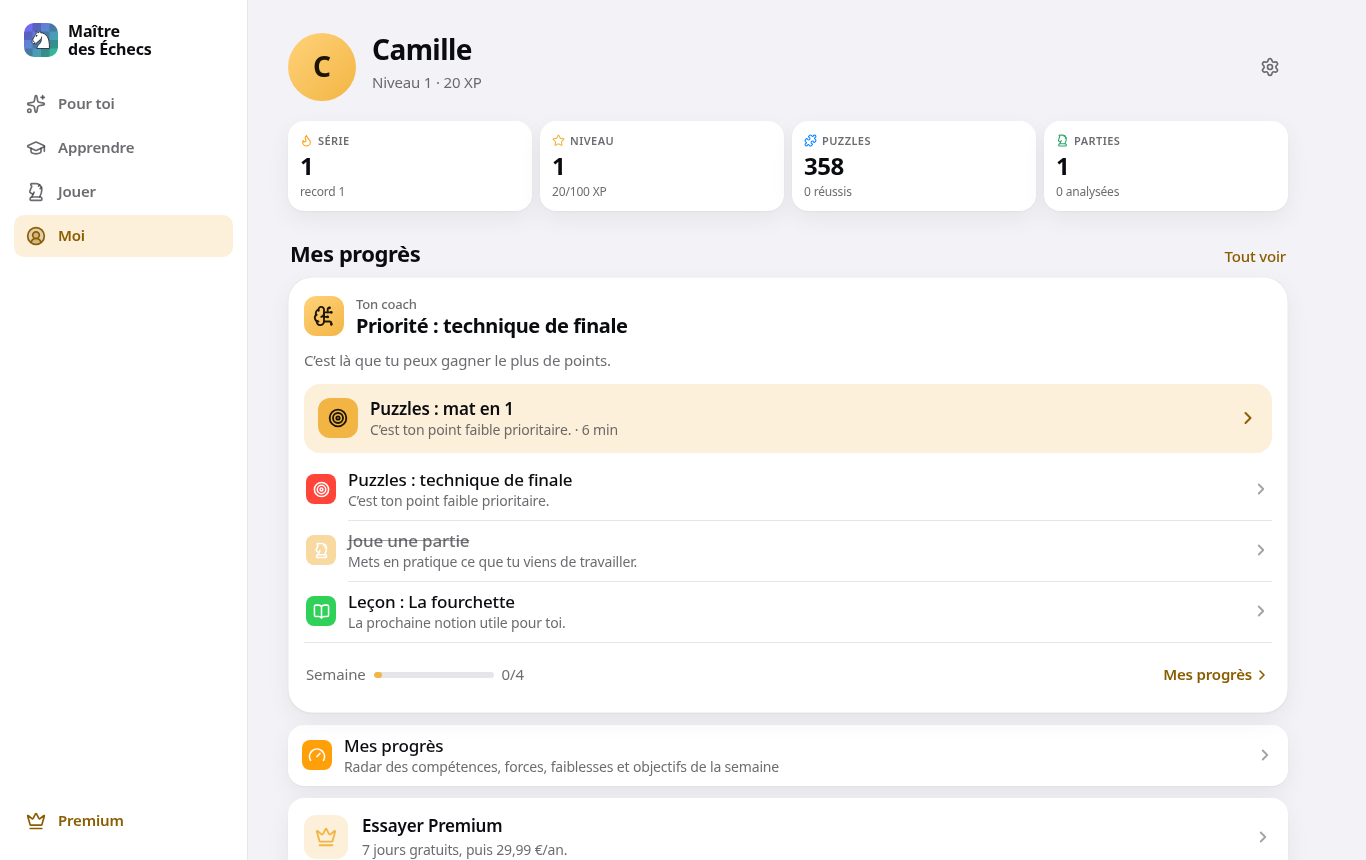 Maître
des Échecs
Pour toi
Apprendre
Jouer
Moi
Premium
C
Camille
Niveau 1 · 20 XP
SÉRIE
1
record 1
NIVEAU
1
20/100 XP
PUZZLES
358
0 réussis
PARTIES
1
0 analysées
Mes progrès
Tout voir
Ton coach
Priorité : technique de finale
C’est là que tu peux gagner le plus de points.
Puzzles : mat en 1
C’est ton point faible prioritaire. · 6 min
Puzzles : technique de finale
C’est ton point faible prioritaire.
Joue une partie
Mets en pratique ce que tu viens de travailler.
Leçon : La fourchette
La prochaine notion utile pour toi.
Semaine 0/4
Mes progrès
Mes progrès
Radar des compétences, forces, faiblesses et objectifs de la semaine
Essayer Premium
7 jours gratuits, puis 29,99 €/an.